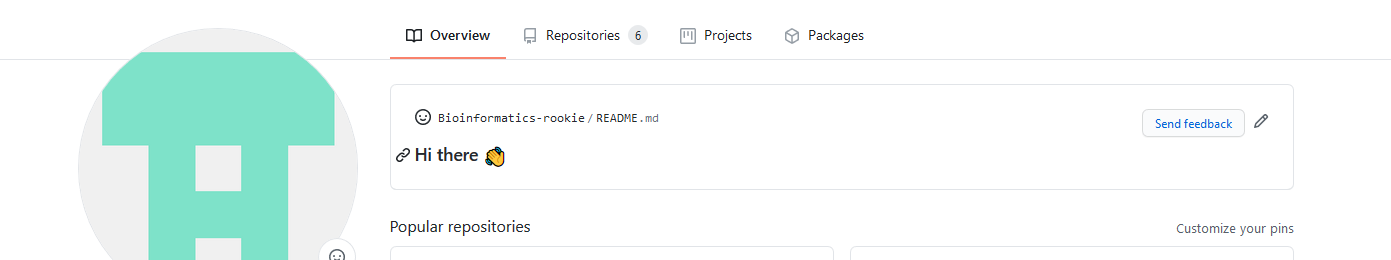 Overview Repositories 6 Projects Packages
Bioinformatics-rookie/README.md
Send feedback
Hi there 👋
Popular repositories
Customize your pins